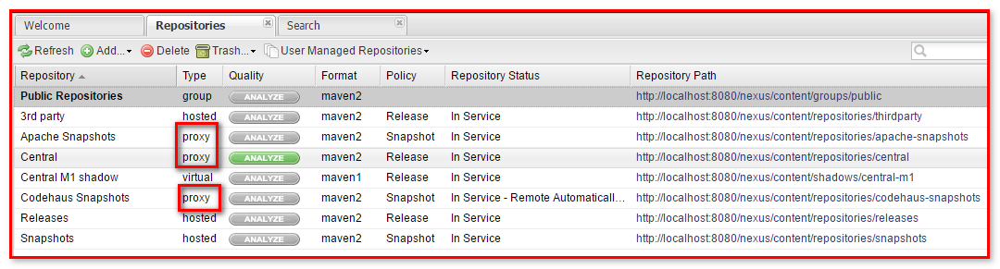 Welcome Repositories Search
Refresh Add... Delete Trash... User Managed Repositories
Repository Type Quality Format Policy Repository Status Repository Path
Public Repositories group ANALYZE maven2 http://localhost:8080/nexus/content/groups/public
3rd party hosted ANALYZE maven2 Release In Service http://localhost:8080/nexus/content/repositories/thirdparty
Apache Snapshots proxy ANALYZE maven2 Snapshot In Service http://localhost:8080/nexus/content/repositories/apache-snapshots
Central proxy ANALYZE maven2 Release In Service http://localhost:8080/nexus/content/repositories/central
Central M1 shadow virtual ANALYZE maven1 Release In Service http://localhost:8080/nexus/content/shadows/central-m1
Codehaus Snapshots proxy ANALYZE maven2 Snapshot In Service - Remote Automaticall... http://localhost:8080/nexus/content/repositories/codehaus-snapshots
Releases hosted ANALYZE maven2 Release In Service http://localhost:8080/nexus/content/repositories/releases
Snapshots hosted ANALYZE maven2 Snapshot In Service http://localhost:8080/nexus/content/repositories/snapshots